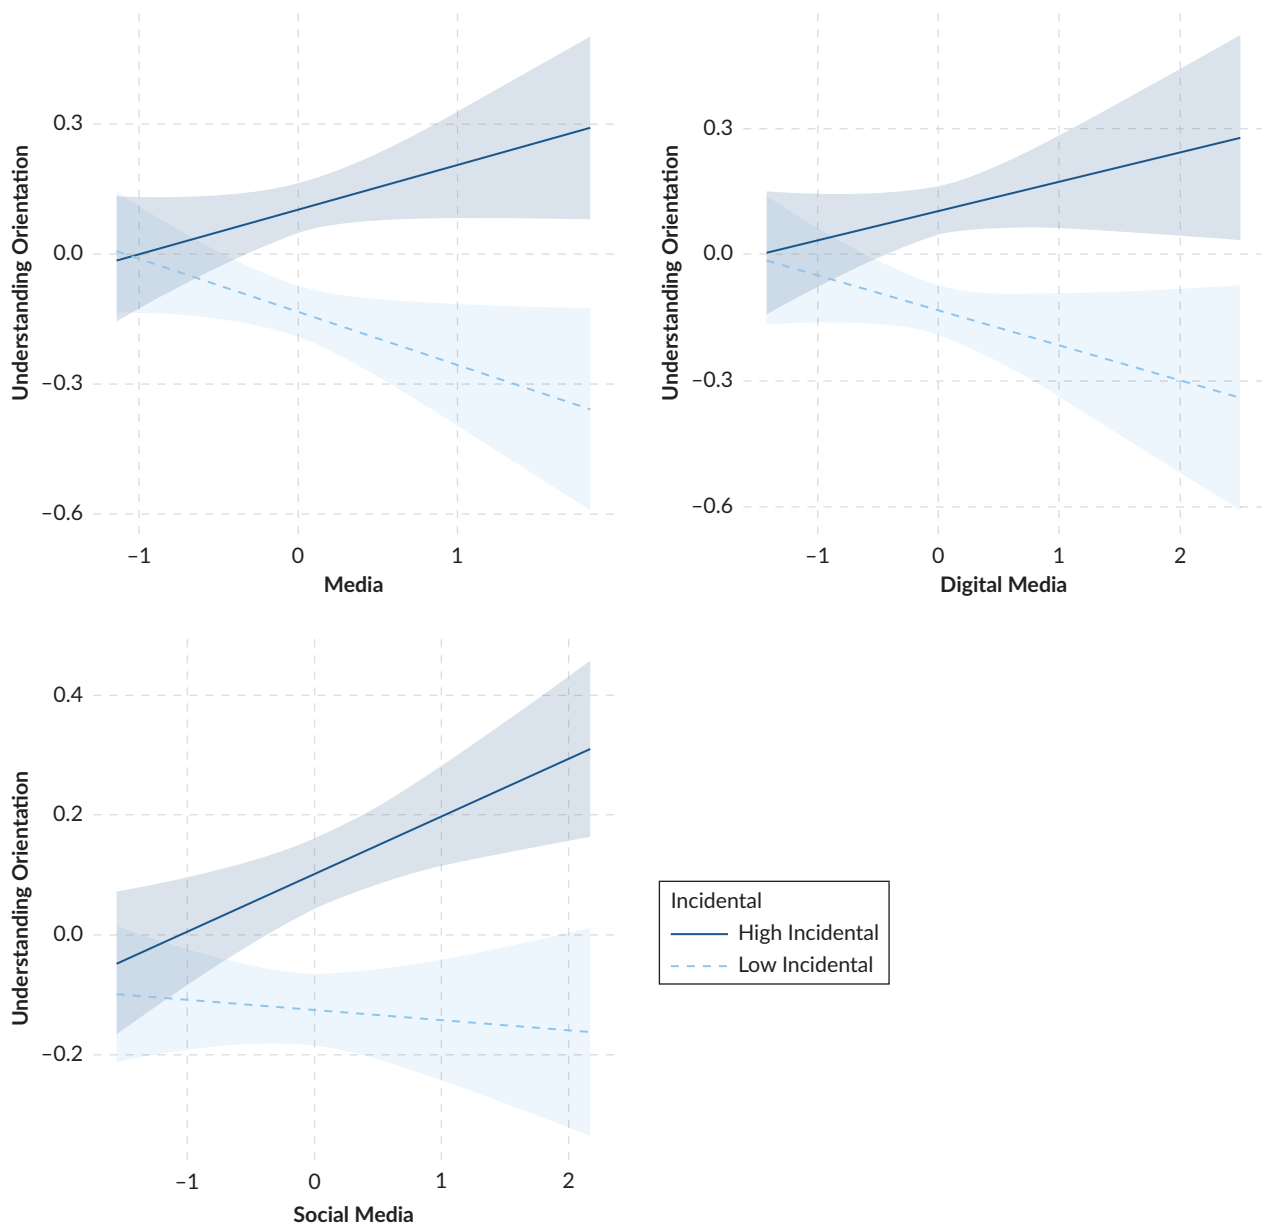 Understanding Orientation
0.3
0.0
−0.3
−0.6
−1 0 1
Media
Understanding Orientation
0.3
0.0
−0.3
−0.6
−1 0 1 2
Digital Media
Understanding Orientation
0.4
0.2
0.0
−0.2
−1 0 1 2
Social Media
Incidental
High Incidental
Low Incidental